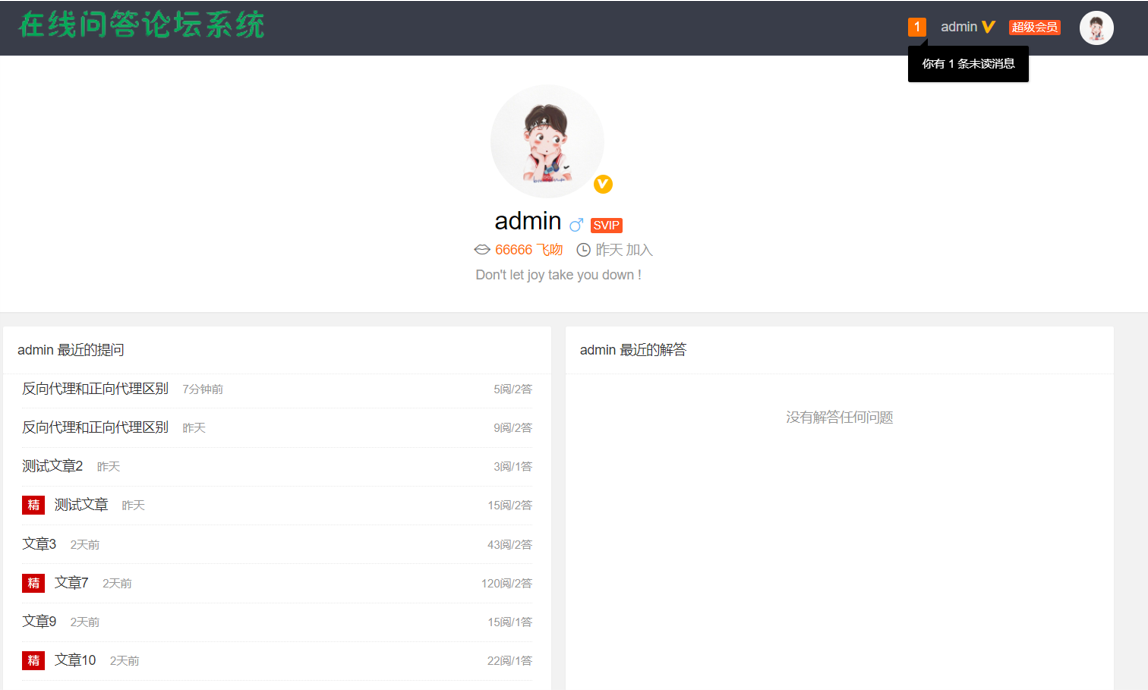 在线问答论坛系统
1 admin 超级会员
你有 1 条未读消息
admin SVIP
66666 飞吻 昨天 加入
Don't let joy take you down !
admin 最近的提问
反向代理和正向代理区别 7分钟前 5阅/2答
反向代理和正向代理区别 昨天 9阅/2答
测试文章2 昨天 3阅/1答
精 测试文章 昨天 15阅/2答
文章3 2天前 43阅/2答
精 文章7 2天前 120阅/2答
文章9 2天前 15阅/1答
精 文章10 2天前 22阅/1答
admin 最近的解答
没有解答任何问题